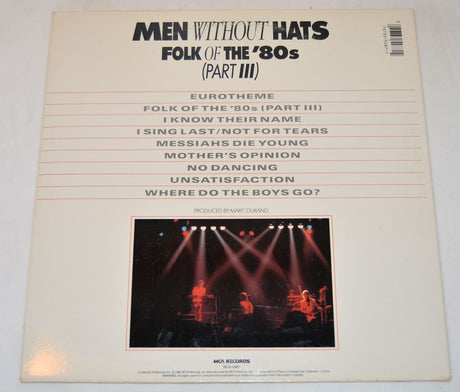 MEN WITHOUT HATS
FOLK OF THE '80s
(PART III)
EUROTHEME
FOLK OF THE '80s (PART III)
I KNOW THEIR NAME
I SING LAST/NOT FOR TEARS
MESSIAHS DIE YOUNG
MOTHER'S OPINION
NO DANCING
UNSATISFACTION
WHERE DO THE BOYS GO?
PRODUCED BY MARC DURAND
MCA RECORDS